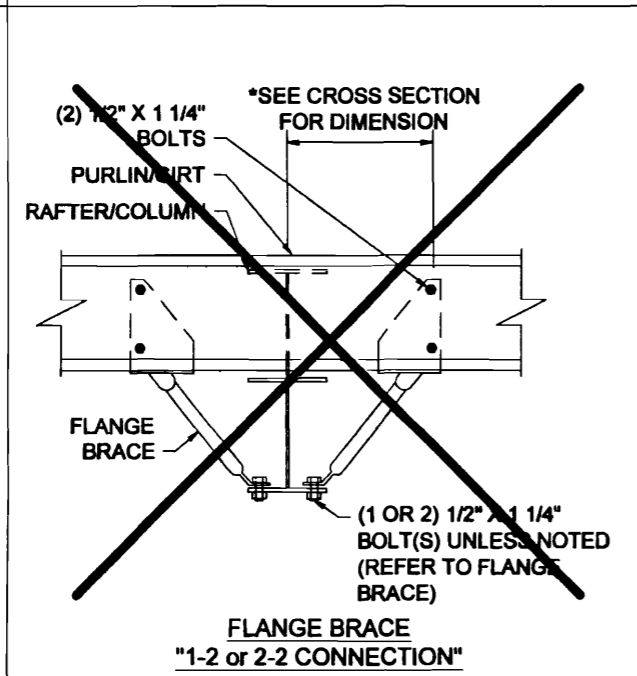 (2) 1/2" X 1 1/4"
BOLTS
*SEE CROSS SECTION
FOR DIMENSION
PURLIN/GIRT
RAFTER/COLUMN
FLANGE
BRACE
(1 OR 2) 1/2" X 1 1/4"
BOLT(S) UNLESS NOTED
(REFER TO FLANGE
BRACE)
FLANGE BRACE
"1-2 or 2-2 CONNECTION"